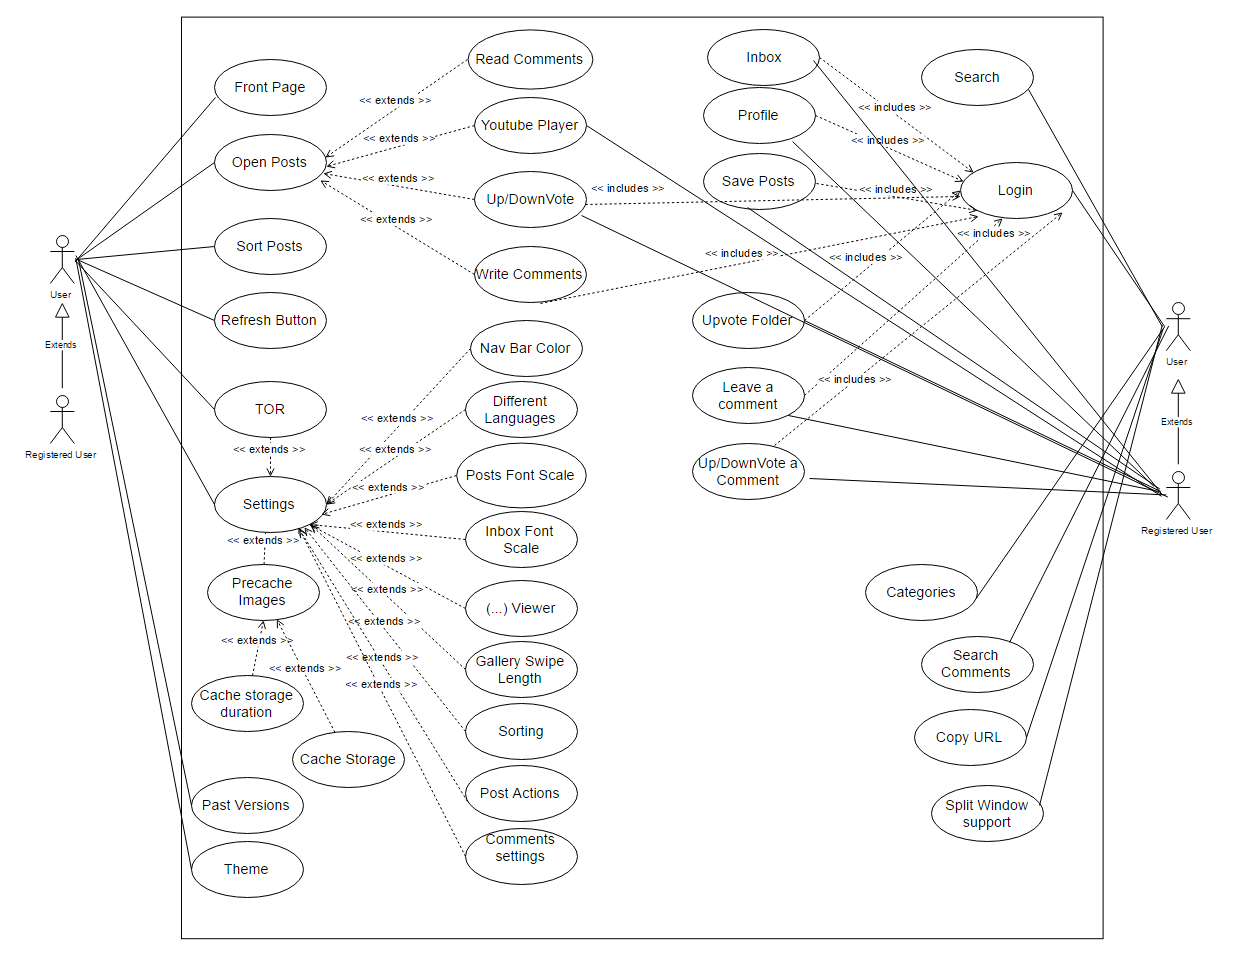 Read Comments
Inbox
Search
Front Page
<< extends >>
<< includes >>
Profile
Youtube Player
<< extends >>
<< includes >>
Open Posts
<< extends >>
Save Posts
<< includes >>
<< includes >>
Login
Up/DownVote
<< extends >>
<< includes >>
Sort Posts
<< includes >>
<< includes >>
Write Comments
User
User
Refresh Button
Upvote Folder
Extends
Nav Bar Color
<< includes >>
Leave a
comment
TOR
Different
Languages
<< extends >>
Extends
Registered User
<< extends >>
<< extends >>
Up/DownVote a
Comment
Posts Font Scale
<< extends >>
Settings
<< extends >>
Inbox Font
Scale
Registered User
<< extends >>
<< extends >>
Precache
Images
<< extends >>
Categories
(...) Viewer
<< extends >>
<< extends >>
<< extends >>
Search
Comments
Gallery Swipe
Length
<< extends >>
<< extends >>
Cache storage
duration
Sorting
Copy URL
Cache Storage
Past Versions
Post Actions
Split Window
support
Comments
settings
Theme